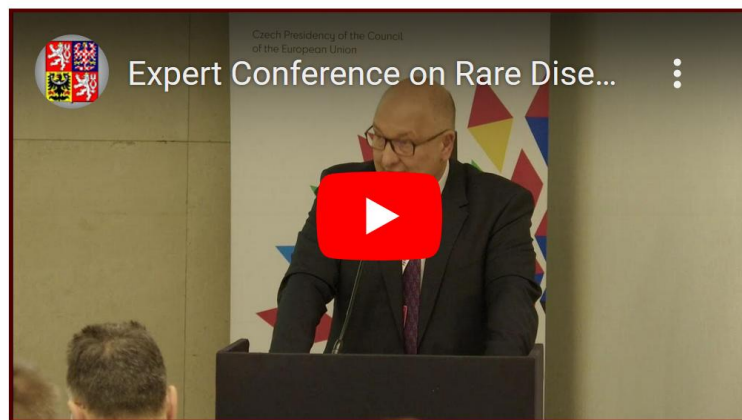 Czech Presidency of the Council
of the European Union
Expert Conference on Rare Dise...